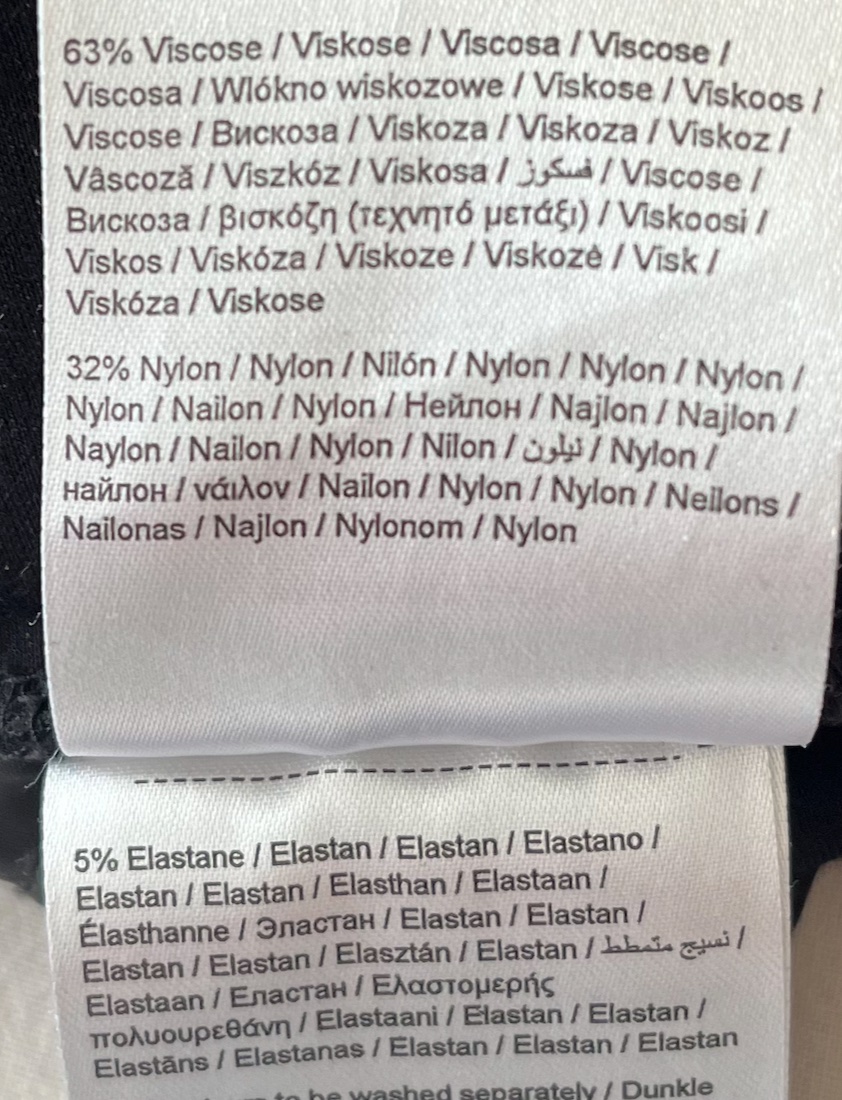 63% Viscose / Viskose / Viscosa / Viscose /
Viscosa / Wlókno wiskozowe / Viskose / Viskoos /
Viscose / Вискоза / Viskoza / Viskoza / Viskoz /
Vâscoză / Viszkóz / Viskosa / فسكوز / Viscose /
Вискоза / βισκόζη (τεχνητό μετάξι) / Viskoosi /
Viskos / Viskóza / Viskoze / Viskozė / Visk /
Viskóza / Viskose
32% Nylon / Nylon / Nilón / Nylon / Nylon / Nylon /
Nylon / Nailon / Nylon / Нейлон / Najlon / Najlon /
Naylon / Nailon / Nylon / Nilon / نيلون / Nylon /
найлон / νάιλον / Nailon / Nylon / Nylon / Neilons /
Nailonas / Najlon / Nylonom / Nylon
5% Elastane / Elastan / Elastan / Elastano /
Elastan / Elastan / Elasthan / Elastaan /
Élasthanne / Эластан / Elastan / Elastan /
Elastan / Elastan / Elasztán / Elastan / نسيج متمطط /
Elastaan / Еластан / Ελαστομερής
πολυουρεθάνη / Elastaani / Elastan / Elastan /
Elastāns / Elastanas / Elastan / Elastan / Elastan
to be washed separately / Dunkle